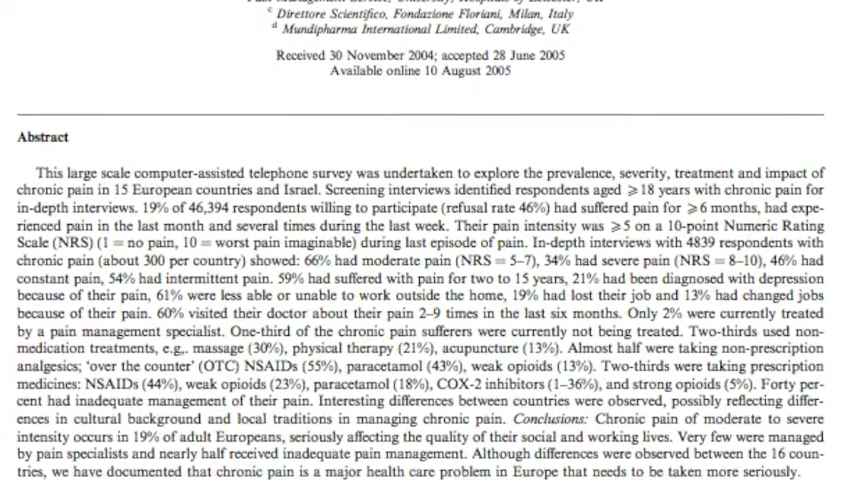 ᶜ Direttore Scientifico, Fondazione Floriani, Milan, Italy
ᵈ Mundipharma International Limited, Cambridge, UK
Received 30 November 2004; accepted 28 June 2005
Available online 10 August 2005
Abstract
This large scale computer-assisted telephone survey was undertaken to explore the prevalence, severity, treatment and impact of
chronic pain in 15 European countries and Israel. Screening interviews identified respondents aged ⩾18 years with chronic pain for
in-depth interviews. 19% of 46,394 respondents willing to participate (refusal rate 46%) had suffered pain for ⩾6 months, had expe-
rienced pain in the last month and several times during the last week. Their pain intensity was ⩾5 on a 10-point Numeric Rating
Scale (NRS) (1 = no pain, 10 = worst pain imaginable) during last episode of pain. In-depth interviews with 4839 respondents with
chronic pain (about 300 per country) showed: 66% had moderate pain (NRS = 5–7), 34% had severe pain (NRS = 8–10), 46% had
constant pain, 54% had intermittent pain. 59% had suffered with pain for two to 15 years, 21% had been diagnosed with depression
because of their pain, 61% were less able or unable to work outside the home, 19% had lost their job and 13% had changed jobs
because of their pain. 60% visited their doctor about their pain 2–9 times in the last six months. Only 2% were currently treated
by a pain management specialist. One-third of the chronic pain sufferers were currently not being treated. Two-thirds used non-
medication treatments, e.g,. massage (30%), physical therapy (21%), acupuncture (13%). Almost half were taking non-prescription
analgesics; ‘over the counter’ (OTC) NSAIDs (55%), paracetamol (43%), weak opioids (13%). Two-thirds were taking prescription
medicines: NSAIDs (44%), weak opioids (23%), paracetamol (18%), COX-2 inhibitors (1–36%), and strong opioids (5%). Forty per-
cent had inadequate management of their pain. Interesting differences between countries were observed, possibly reflecting differ-
ences in cultural background and local traditions in managing chronic pain. Conclusions: Chronic pain of moderate to severe
intensity occurs in 19% of adult Europeans, seriously affecting the quality of their social and working lives. Very few were managed
by pain specialists and nearly half received inadequate pain management. Although differences were observed between the 16 coun-
tries, we have documented that chronic pain is a major health care problem in Europe that needs to be taken more seriously.